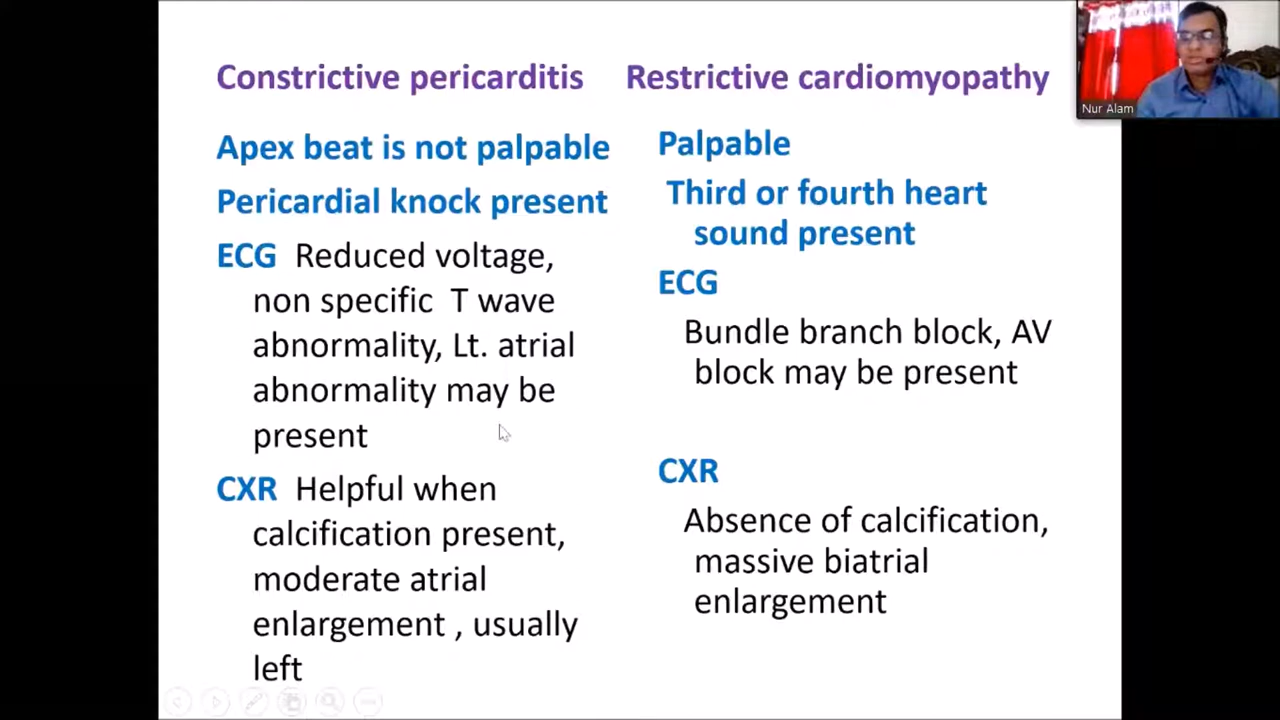 Constrictive pericarditis
Apex beat is not palpable
Pericardial knock present
ECG Reduced voltage,
non specific T wave
abnormality, Lt. atrial
abnormality may be
present
CXR Helpful when
calcification present,
moderate atrial
enlargement , usually
left
Restrictive cardiomyopathy
Palpable
Third or fourth heart
sound present
ECG
Bundle branch block, AV
block may be present
CXR
Absence of calcification,
massive biatrial
enlargement
Nur Alam